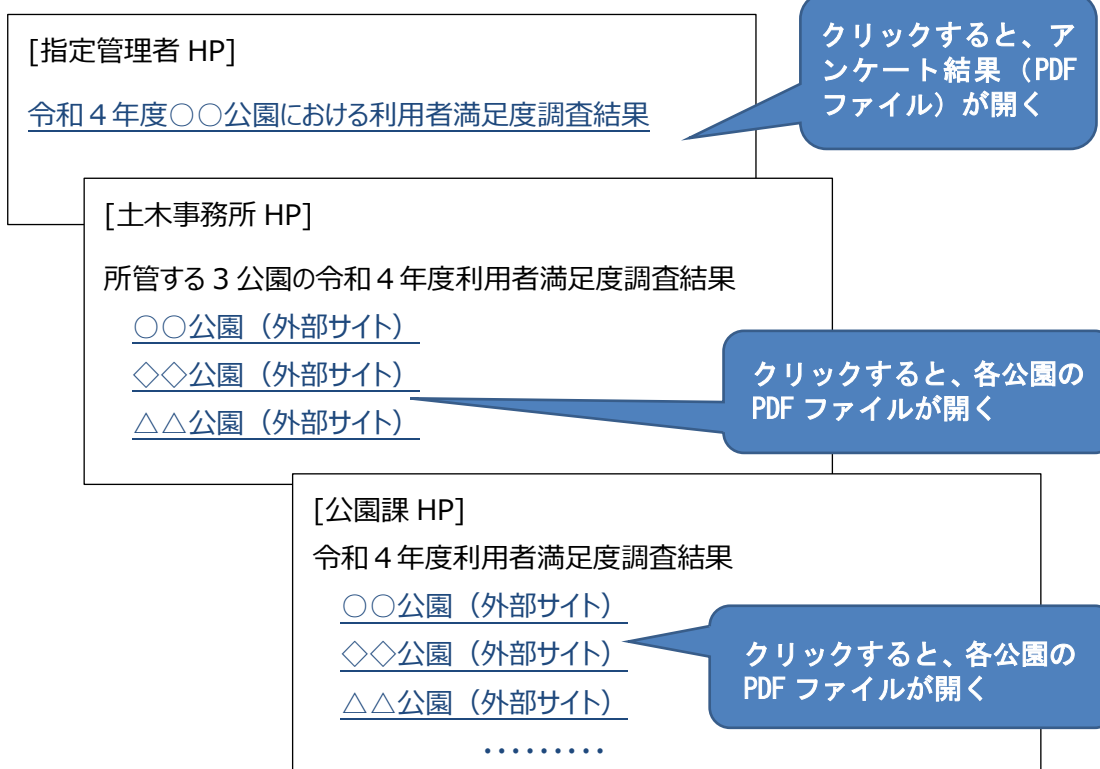 [指定管理者 HP]
令和４年度○○公園における利用者満足度調査結果
クリックすると、ア
ンケート結果（PDF
ファイル）が開く
[土木事務所 HP]
所管する３公園の令和４年度利用者満足度調査結果
○○公園（外部サイト）
◇◇公園（外部サイト）
△△公園（外部サイト）
クリックすると、各公園の
PDF ファイルが開く
[公園課 HP]
令和４年度利用者満足度調査結果
○○公園（外部サイト）
◇◇公園（外部サイト）
△△公園（外部サイト）
・・・・・・・・・
クリックすると、各公園の
PDF ファイルが開く